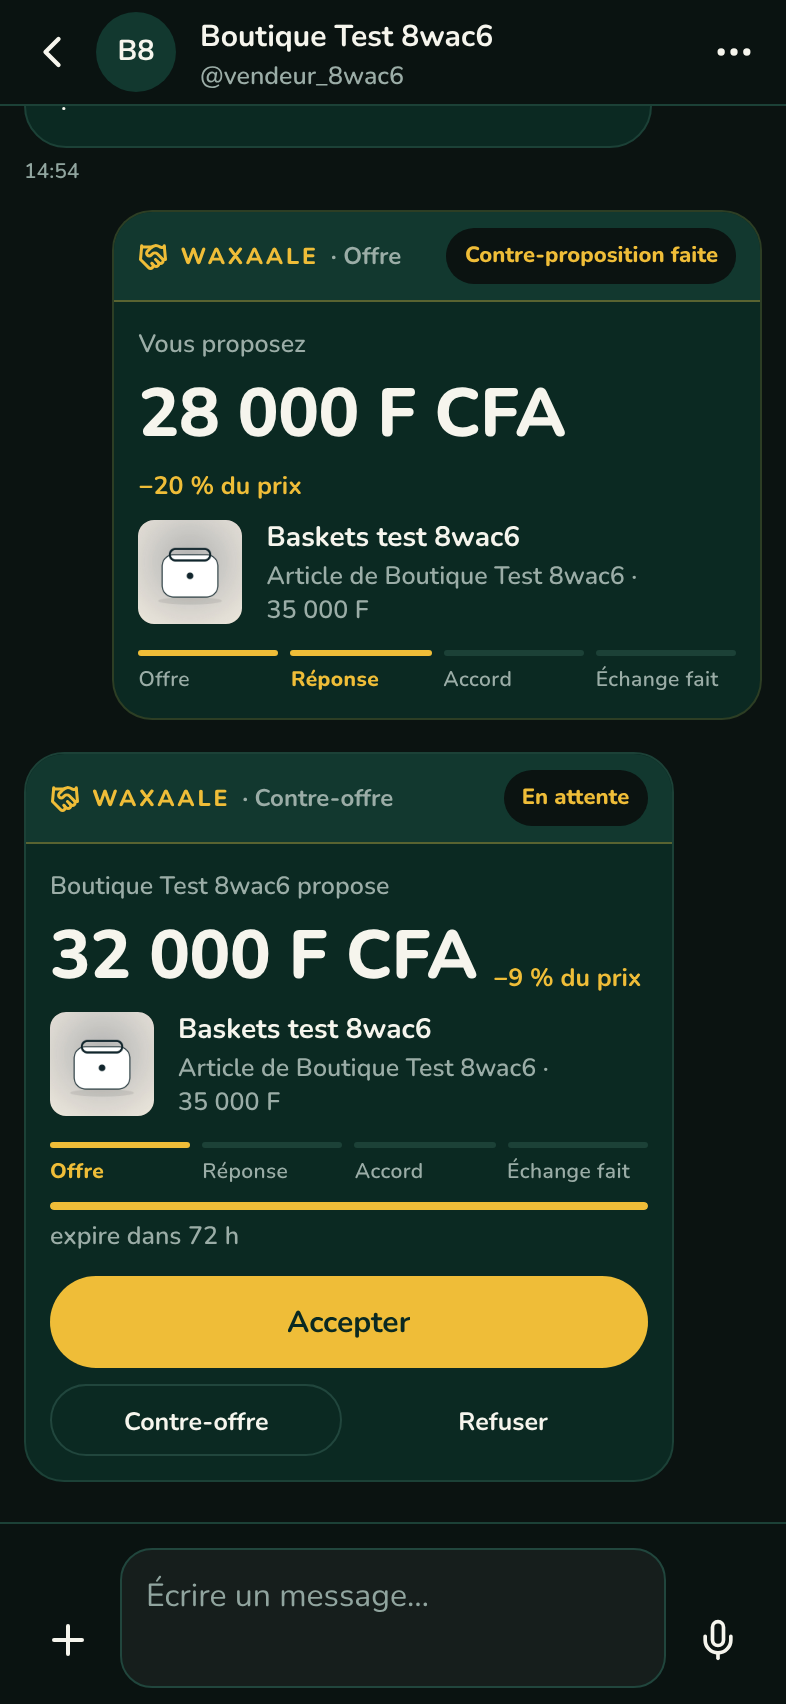 B8
Boutique Test 8wac6
@vendeur_8wac6
14:54
WAXAALE · Offre
Contre-proposition faite
Vous proposez
28 000 F CFA
−20 % du prix
Baskets test 8wac6
Article de Boutique Test 8wac6 ·
35 000 F
Offre Réponse Accord Échange fait
WAXAALE · Contre-offre
En attente
Boutique Test 8wac6 propose
32 000 F CFA −9 % du prix
Baskets test 8wac6
Article de Boutique Test 8wac6 ·
35 000 F
Offre Réponse Accord Échange fait
expire dans 72 h
Accepter
Contre-offre Refuser
Écrire un message…